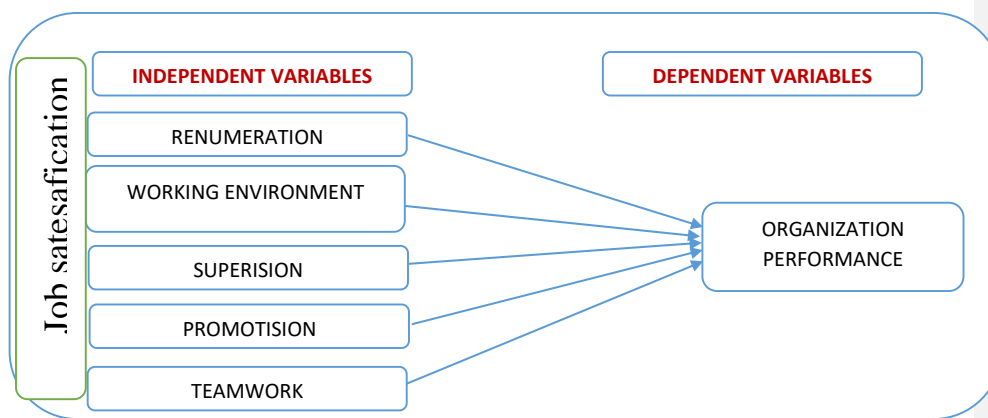 Job satesafication
INDEPENDENT VARIABLES
DEPENDENT VARIABLES
RENUMERATION
WORKING ENVIRONMENT
SUPERISION
PROMOTISION
TEAMWORK
ORGANIZATION
PERFORMANCE